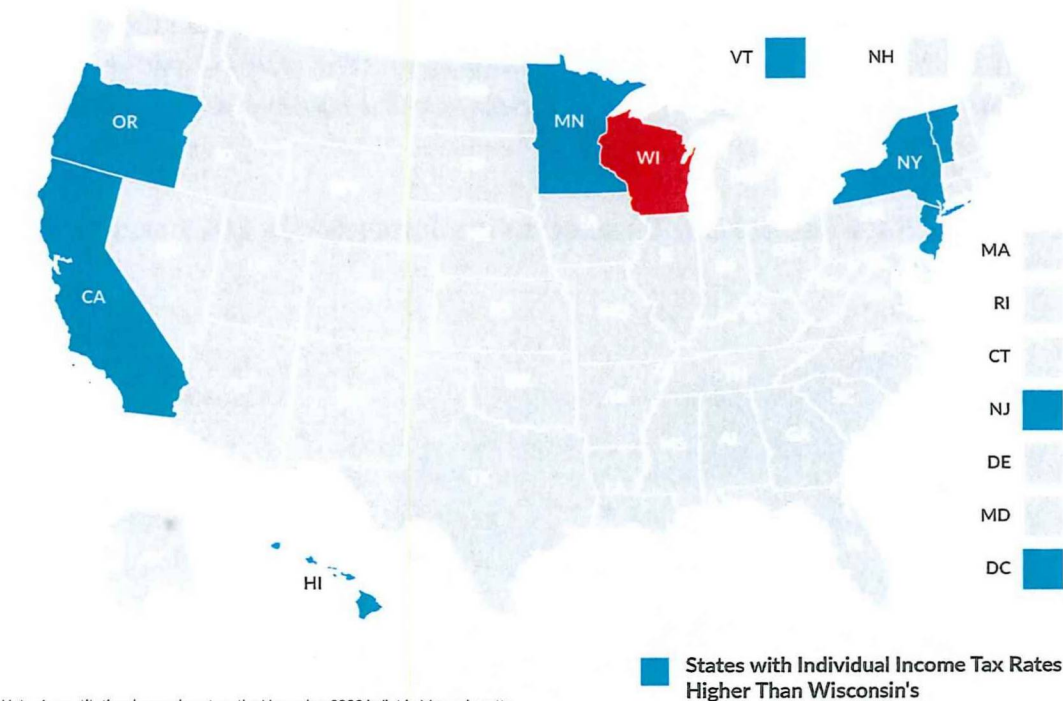 VT
NH
OR
MN
WI
NY
MA
CA
RI
CT
NJ
DE
MD
DC
HI
States with Individual Income Tax Rates
Higher Than Wisconsin's